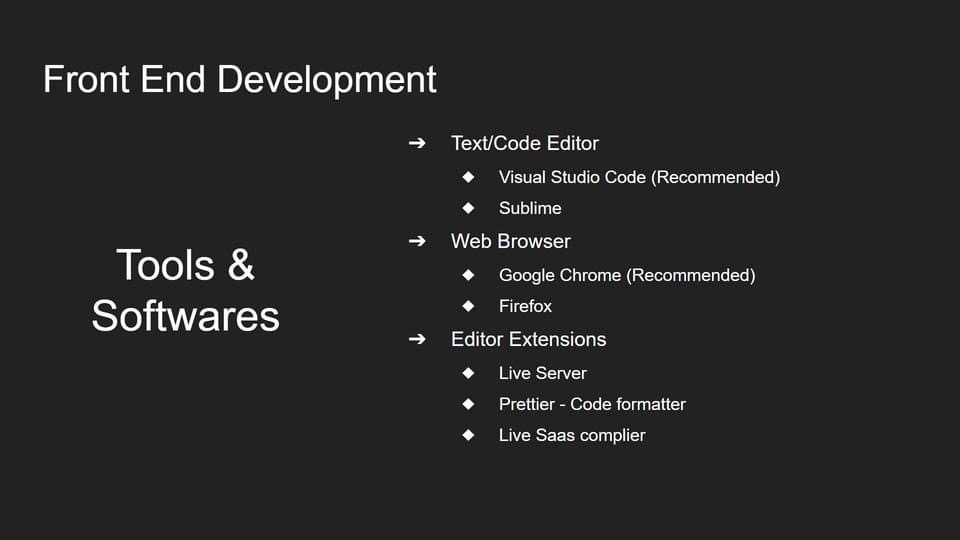 Front End Development
Tools &
Softwares
➔ Text/Code Editor
◆ Visual Studio Code (Recommended)
◆ Sublime
➔ Web Browser
◆ Google Chrome (Recommended)
◆ Firefox
➔ Editor Extensions
◆ Live Server
◆ Prettier - Code formatter
◆ Live Saas complier